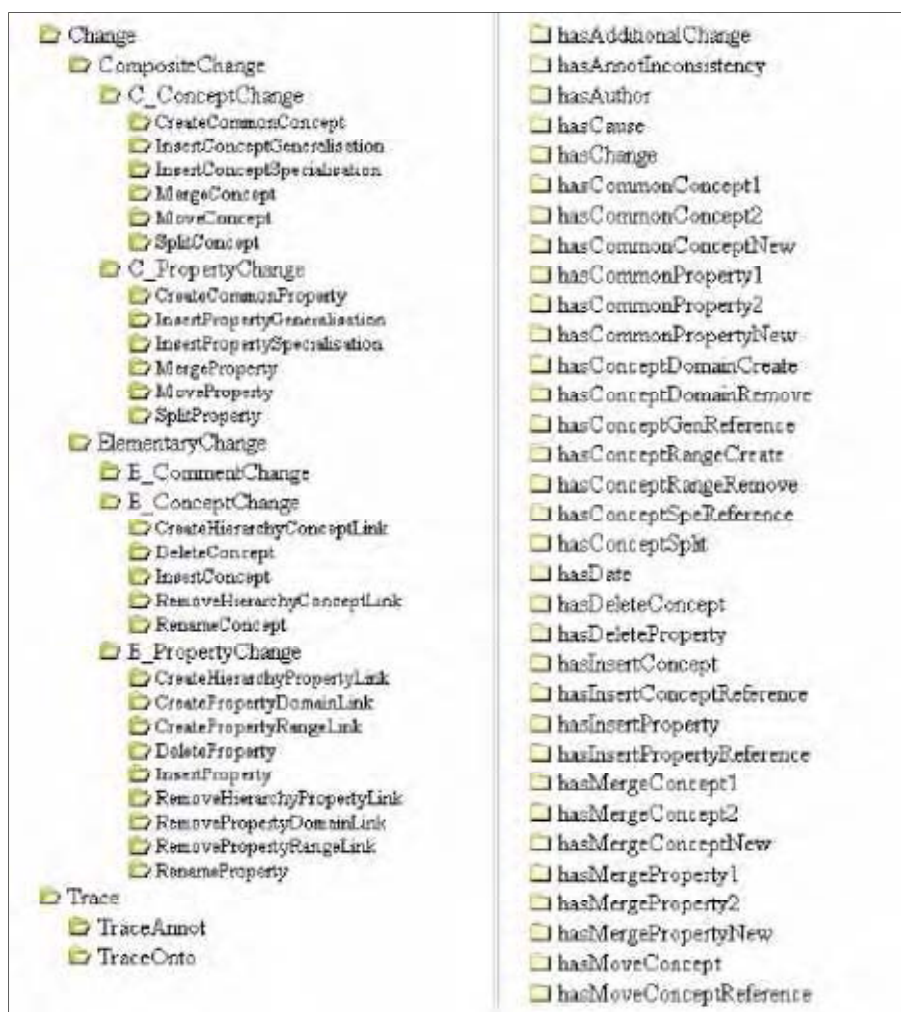 Change
CompositeChange
C_ConceptChange
CreateCommonConcept
InsertConceptGeneralisation
InsertConceptSpecialisation
MergeConcept
MoveConcept
SplitConcept
C_PropertyChange
CreateCommonProperty
InsertPropertyGeneralisation
InsertPropertySpecialisation
MergeProperty
MoveProperty
SplitProperty
ElementaryChange
E_CommentChange
E_ConceptChange
CreateHierarchyConceptLink
DeleteConcept
InsertConcept
RemoveHierarchyConceptLink
RenameConcept
E_PropertyChange
CreateHierarchyPropertyLink
CreatePropertyDomainLink
CreatePropertyRangeLink
DeleteProperty
InsertProperty
RemoveHierarchyPropertyLink
RemovePropertyDomainLink
RemovePropertyRangeLink
RenameProperty
Trace
TraceAnnot
TraceOnto
hasAdditionalChange
hasAnnotInconsistency
hasAuthor
hasCause
hasChange
hasCommonConcept1
hasCommonConcept2
hasCommonConceptNew
hasCommonProperty1
hasCommonProperty2
hasCommonPropertyNew
hasConceptDomainCreate
hasConceptDomainRemove
hasConceptGenReference
hasConceptRangeCreate
hasConceptRangeRemove
hasConceptSpeReference
hasConceptSplit
hasDate
hasDeleteConcept
hasDeleteProperty
hasInsertConcept
hasInsertConceptReference
hasInsertProperty
hasInsertPropertyReference
hasMergeConcept1
hasMergeConcept2
hasMergeConceptNew
hasMergeProperty1
hasMergeProperty2
hasMergePropertyNew
hasMoveConcept
hasMoveConceptReference